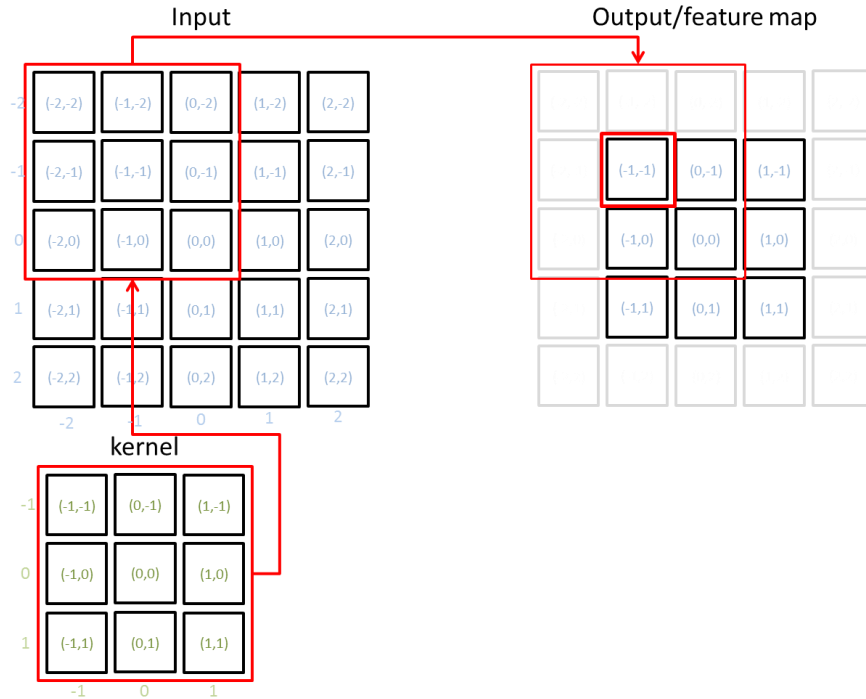 Input
Output/feature map
-2 (-2,-2) (-1,-2) (0,-2) (1,-2) (2,-2)
-1 (-2,-1) (-1,-1) (0,-1) (1,-1) (2,-1)
(-1,-1) (0,-1) (1,-1)
0 (-2,0) (-1,0) (0,0) (1,0) (2,0)
(-1,0) (0,0) (1,0)
1 (-2,1) (-1,1) (0,1) (1,1) (2,1)
(-1,1) (0,1) (1,1)
2 (-2,2) (-1,2) (0,2) (1,2) (2,2)
-2 -1 0 1 2
kernel
-1 (-1,-1) (0,-1) (1,-1)
0 (-1,0) (0,0) (1,0)
1 (-1,1) (0,1) (1,1)
-1 0 1